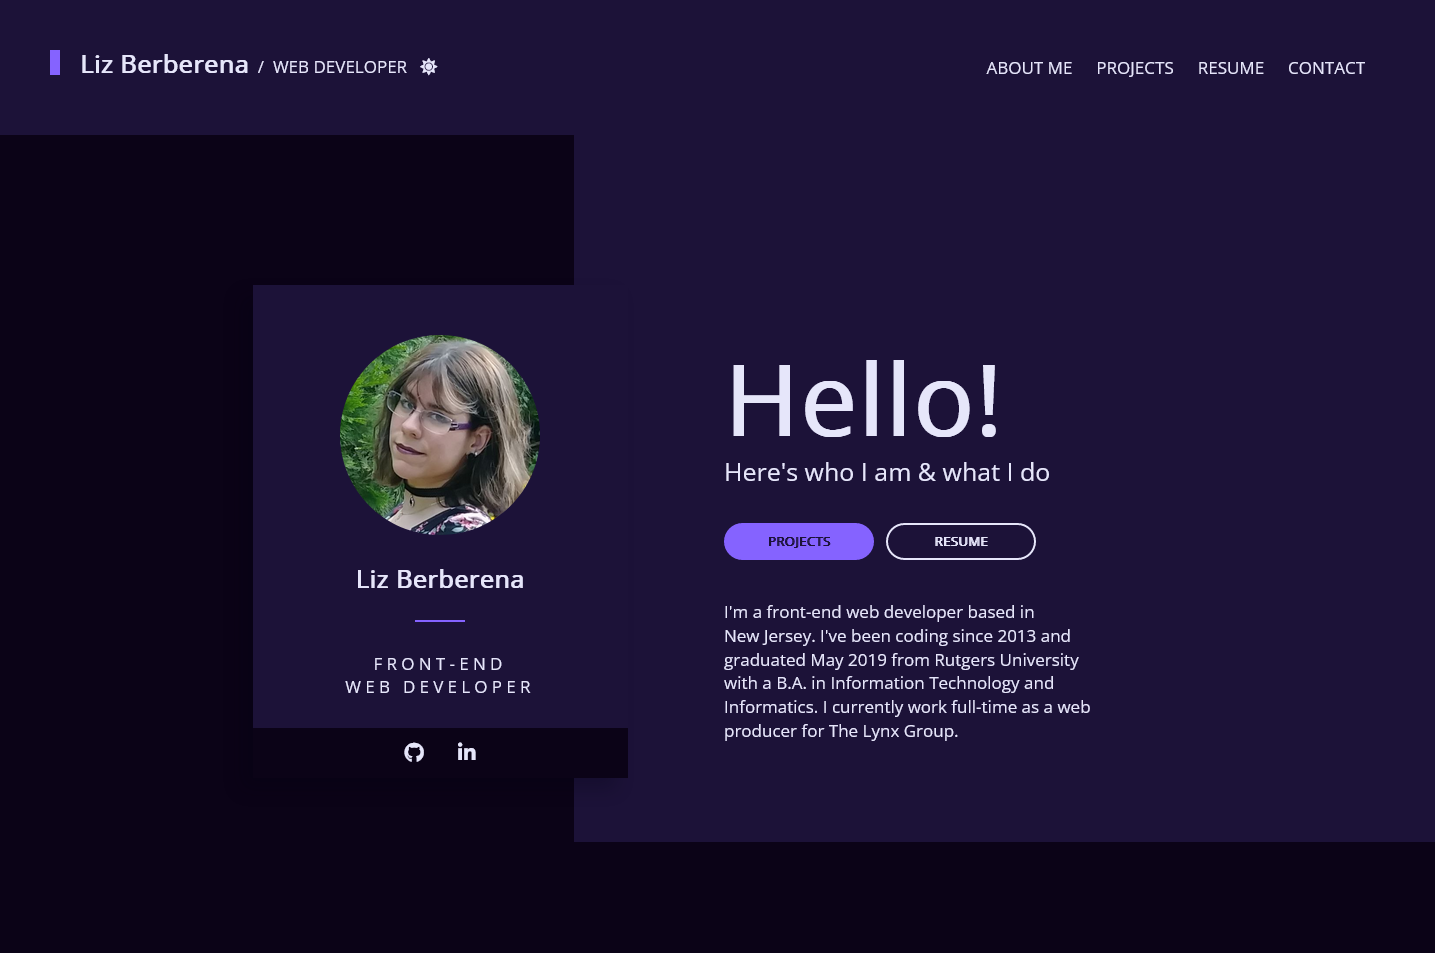 Liz Berberena / WEB DEVELOPER
ABOUT ME PROJECTS RESUME CONTACT
Liz Berberena
FRONT-END
WEB DEVELOPER
in
Hello!
Here's who I am & what I do
PROJECTS RESUME
I'm a front-end web developer based in
New Jersey. I've been coding since 2013 and
graduated May 2019 from Rutgers University
with a B.A. in Information Technology and
Informatics. I currently work full-time as a web
producer for The Lynx Group.